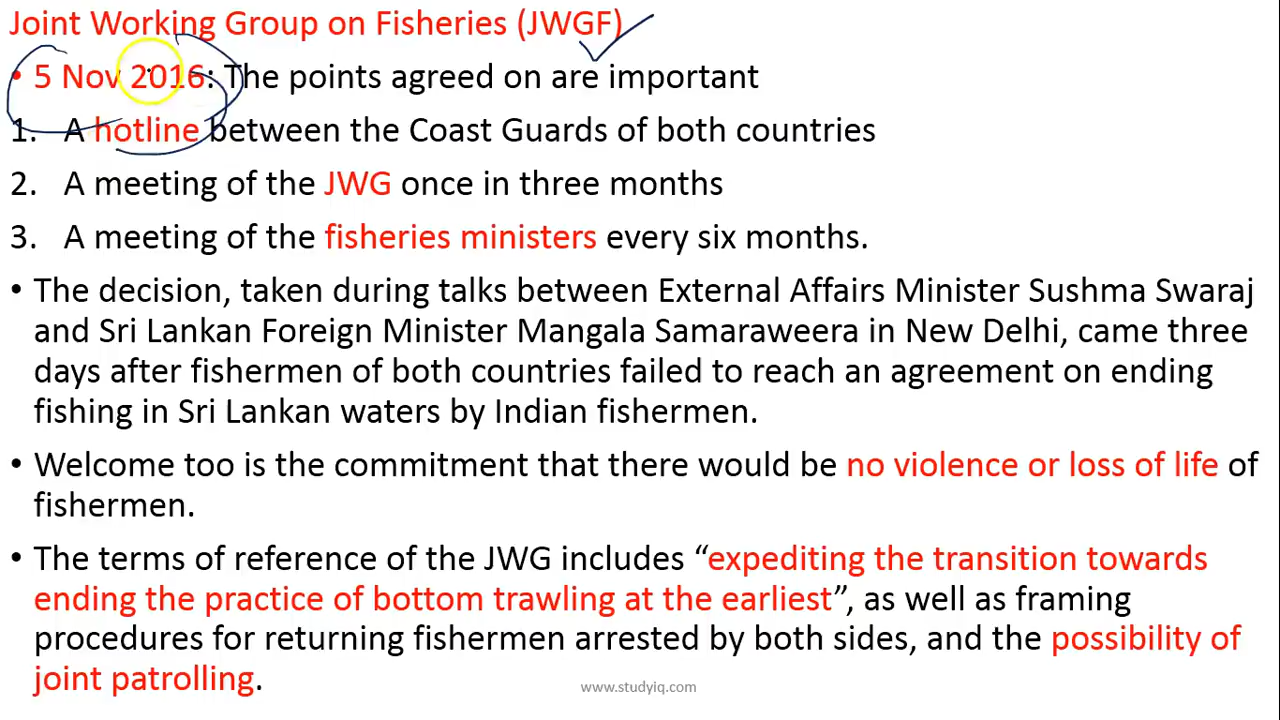 Joint Working Group on Fisheries (JWGF)
• 5 Nov 2016: The points agreed on are important
1. A hotline between the Coast Guards of both countries
2. A meeting of the JWG once in three months
3. A meeting of the fisheries ministers every six months.
• The decision, taken during talks between External Affairs Minister Sushma Swaraj
and Sri Lankan Foreign Minister Mangala Samaraweera in New Delhi, came three
days after fishermen of both countries failed to reach an agreement on ending
fishing in Sri Lankan waters by Indian fishermen.
• Welcome too is the commitment that there would be no violence or loss of life of
fishermen.
• The terms of reference of the JWG includes “expediting the transition towards
ending the practice of bottom trawling at the earliest”, as well as framing
procedures for returning fishermen arrested by both sides, and the possibility of
joint patrolling.
www.studyiq.com